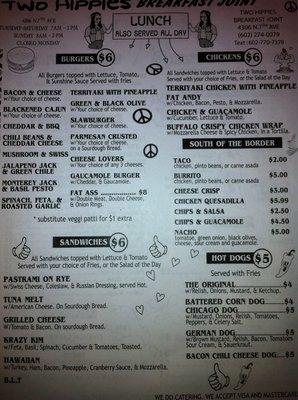 TWO HIPPIES BREAKFAST JOINT
4306 N.7TH AVE
TUESDAY-SATURDAY 7AM - 3PM
SUNDAY 8AM - 2PM
CLOSED MONDAY
LUNCH
ALSO SERVED ALL DAY
TWO HIPPIES
BREAKFAST JOINT
4306 N.7TH AVE
(602) 274-0079
Text: 602-770-7378
BURGERS $6
All Burgers topped with Lettuce, Tomato,
& Sunshine Sauce Served with Fries
BACON & CHEESE
w/Your choice of cheese.
BLACKENED CAJUN
w/Your choice of cheese.
CHEDDAR & BBQ
CHILI BEANS &
CHEDDAR CHEESE
MUSHROOM & SWISS
JALAPENO JACK
& GREEN CHILE
MONTEREY JACK
& BASIL PESTO
SPINACH, FETA, &
ROASTED GARLIC
TERIYAKI WITH PINEAPPLE
GREEN & BLACK OLIVE
w/Your choice of cheese.
SLAWBURGER
w/Your choice of cheese.
PARMESAN CRUSTED
w/Your choice of cheese
on a Sourdough Bread.
CHEESE LOVERS
w/Your choice of any 3 cheeses.
GUACAMOLE BURGER
w/Cheddar, & Guacamole.
FAT ASS ........................ $8
w/Double Meat, Double Cheese,
& Onion Rings.
* substitute veggi patti for $1 extra
SANDWICHES $6
All Sandwiches topped with Lettuce & Tomato
Served with your choice of Fries, or the Salad of the Day
PASTRAMI ON RYE
w/Swiss Cheese, Coleslaw, & Russian Dressing, served Hot.
TUNA MELT
w/American Cheese. On Sourdough Bread.
GRILLED CHEESE
w/Tomato & Bacon, On Sourdough Bread.
KRAZY KIM
w/Feta, Basil, Spinach, Cucumber & Tomatoes, Toasted.
HAWAIIAN
w/Turkey, Ham, Bacon, Pineapple, Cranberry Sauce, & Mozzarella.
B.L.T
CHICKENS $6
All Sandwiches topped with Lettuce & Tomato
Served with your choice of Fries, or the Salad of the Day
TERRIYAKI CHICKEN WITH PINEAPPLE
FAT ANDY
w/Chicken, Bacon, Pesto, & Mozzarella.
CHICKEN & GUACAMOLE
w/Cucumber, Lettuce & Tomato.
BUFFALO CRISPY CHICKEN WRAP
w/Mozzarella Cheese & Spicy Chicken, in a Tortilla.
SOUTH OF THE BORDER
TACO $2.00
chicken, pinto beans, or carne asada
BURRITO $5.00
chicken, pinto beans, or carne asada
CHEESE CRISP $3.00
CHICKEN QUESADILLA $5.99
CHIPS & SALSA $2.50
CHIPS & GUACAMOLE $4.50
NACHO $5.00
tomatoe, green onion, black olives,
cheese, sour cream and guacamole.
HOT DOGS $5
Served with Fries
THE ORIGINAL.....................$4
w/Relish, Onions, Mustard, & Ketchup.
BATTERED CORN DOG..............$4
CHICAGO DOG......................$5
w/Mustard, Onions, Relish, Tomatoes,
Peppers, & Celery Salt.
GERMAN DOG........................$5
w/Brown Mustard, Relish, Bacon, Tomatoes
Sour Cream, & Sauerkraut.
BACON CHILI CHEESE DOG.....$5
WE DO CATERING. WE ACCEPT VISA AND MASTERCARD